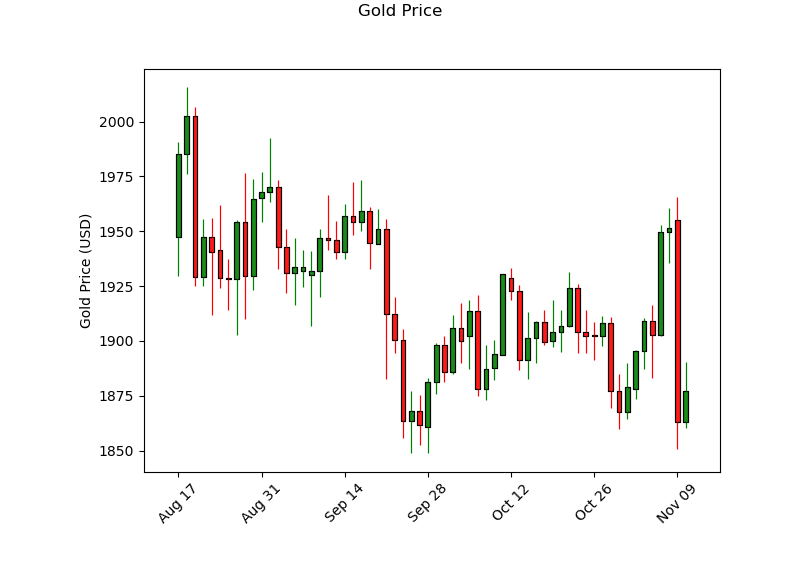 Gold Price
Gold Price (USD)
2000
1975
1950
1925
1900
1875
1850
Aug 17
Aug 31
Sep 14
Sep 28
Oct 12
Oct 26
Nov 09